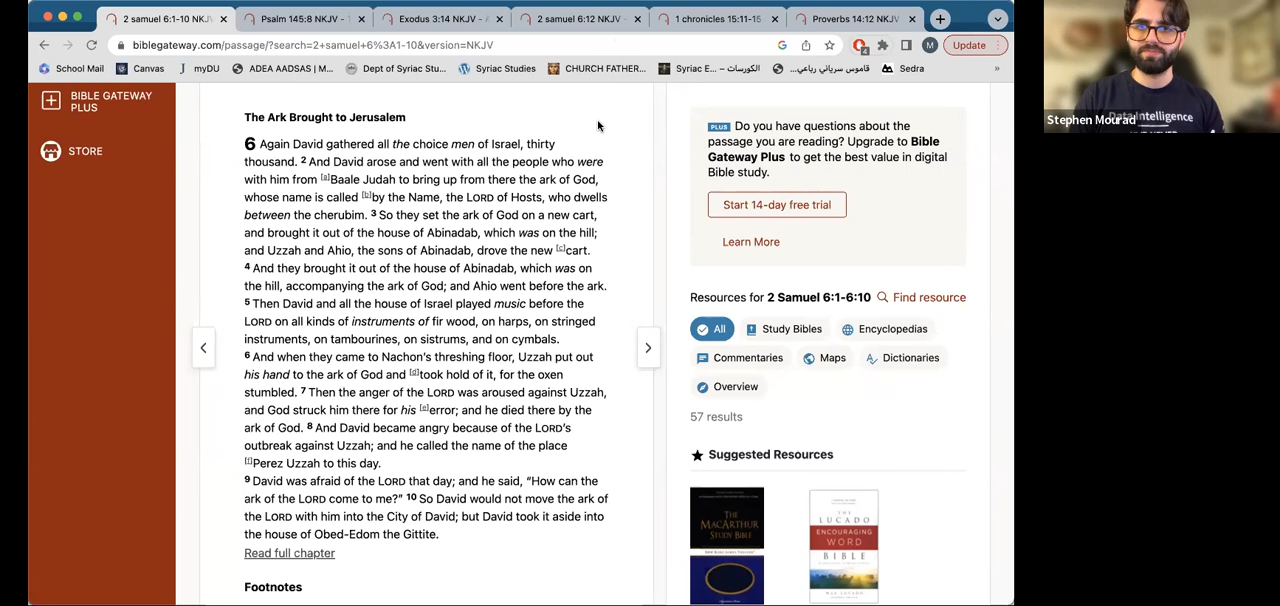 2 samuel 6:1-10 NKJV
Psalm 145:8 NKJV -
Exodus 3:14 NKJV -
2 samuel 6:12 NKJV -
1 chronicles 15:11-15
Proverbs 14:12 NKJV
biblegateway.com/passage/?search=2+samuel+6%3A1-10&version=NKJV
G
4
M
Update
School Mail
Canvas
J myDU
ADEA AADSAS | M...
Dept of Syriac Stu...
Syriac Studies
CHURCH FATHER...
Syriac E... – الكورسات
قاموس سرياني رباعي...
Sedra
»
BIBLE GATEWAY
PLUS
STORE
The Ark Brought to Jerusalem
6 Again David gathered all the choice men of Israel, thirty
thousand. 2 And David arose and went with all the people who were
with him from [a]Baale Judah to bring up from there the ark of God,
whose name is called [b]by the Name, the LORD of Hosts, who dwells
between the cherubim. 3 So they set the ark of God on a new cart,
and brought it out of the house of Abinadab, which was on the hill;
and Uzzah and Ahio, the sons of Abinadab, drove the new [c]cart.
4 And they brought it out of the house of Abinadab, which was on
the hill, accompanying the ark of God; and Ahio went before the ark.
5 Then David and all the house of Israel played music before the
LORD on all kinds of instruments of fir wood, on harps, on stringed
instruments, on tambourines, on sistrums, and on cymbals.
6 And when they came to Nachon's threshing floor, Uzzah put out
his hand to the ark of God and [d]took hold of it, for the oxen
stumbled. 7 Then the anger of the LORD was aroused against Uzzah,
and God struck him there for his [e]error; and he died there by the
ark of God. 8 And David became angry because of the LORD's
outbreak against Uzzah; and he called the name of the place
[f]Perez Uzzah to this day.
9 David was afraid of the LORD that day; and he said, "How can the
ark of the LORD come to me?" 10 So David would not move the ark of
the LORD with him into the City of David; but David took it aside into
the house of Obed-Edom the Gittite.
Read full chapter
Footnotes
PLUS Do you have questions about the
passage you are reading? Upgrade to Bible
Gateway Plus to get the best value in digital
Bible study.
Start 14-day free trial
Learn More
Resources for 2 Samuel 6:1-6:10
Find resource
All
Study Bibles
Encyclopedias
Commentaries
Maps
Dictionaries
Overview
57 results
Suggested Resources
THE
MACARTHUR
STUDY BIBLE
THE
LUCADO
ENCOURAGING
WORD
BIBLE
MAX LUCADO
Data Intelligence
Stephen Mourad